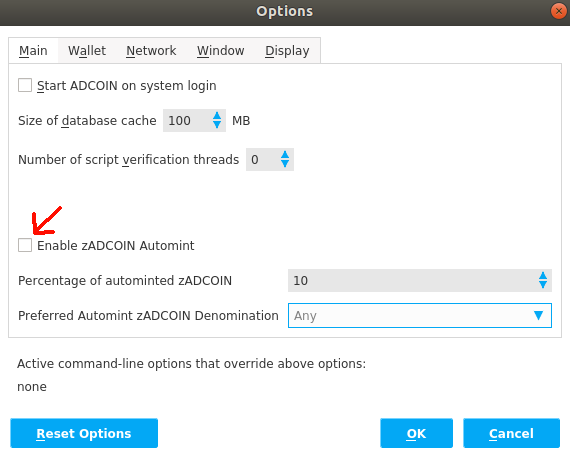 Options
Main Wallet Network Window Display
Start ADCOIN on system login
Size of database cache 100 MB
Number of script verification threads 0
Enable zADCOIN Automint
Percentage of autominted zADCOIN 10
Preferred Automint zADCOIN Denomination Any
Active command-line options that override above options:
none
Reset Options OK Cancel